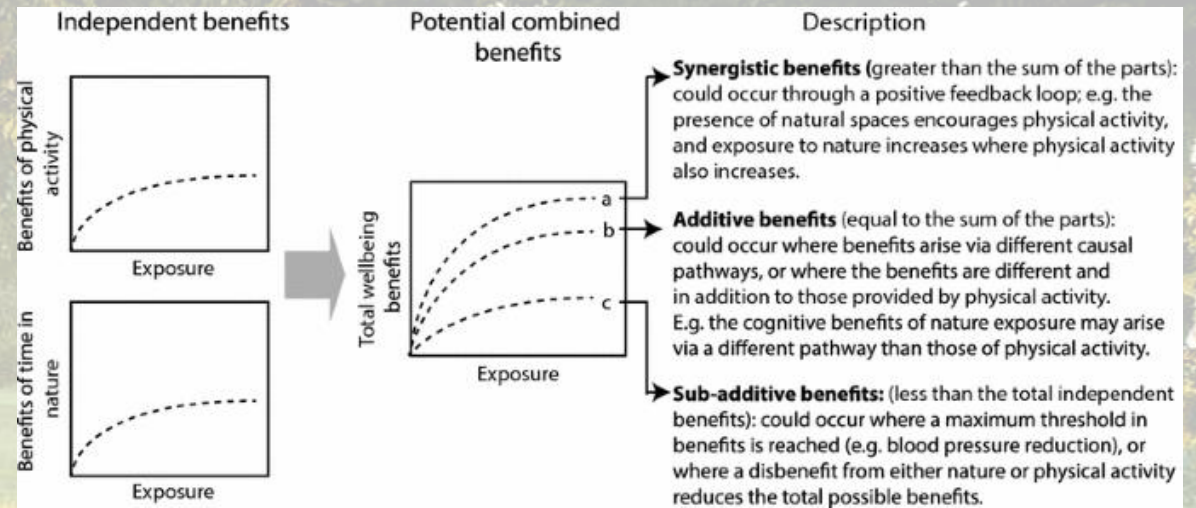 Independent benefits
Benefits of physical
activity
Exposure
Benefits of time in
nature
Exposure
Potential combined
benefits
Total wellbeing
benefits
a
b
c
Exposure
Description
Synergistic benefits (greater than the sum of the parts):
could occur through a positive feedback loop; e.g. the
presence of natural spaces encourages physical activity,
and exposure to nature increases where physical activity
also increases.
Additive benefits (equal to the sum of the parts):
could occur where benefits arise via different causal
pathways, or where the benefits are different and
in addition to those provided by physical activity.
E.g. the cognitive benefits of nature exposure may arise
via a different pathway than those of physical activity.
Sub-additive benefits: (less than the total independent
benefits): could occur where a maximum threshold in
benefits is reached (e.g. blood pressure reduction), or
where a disbenefit from either nature or physical activity
reduces the total possible benefits.